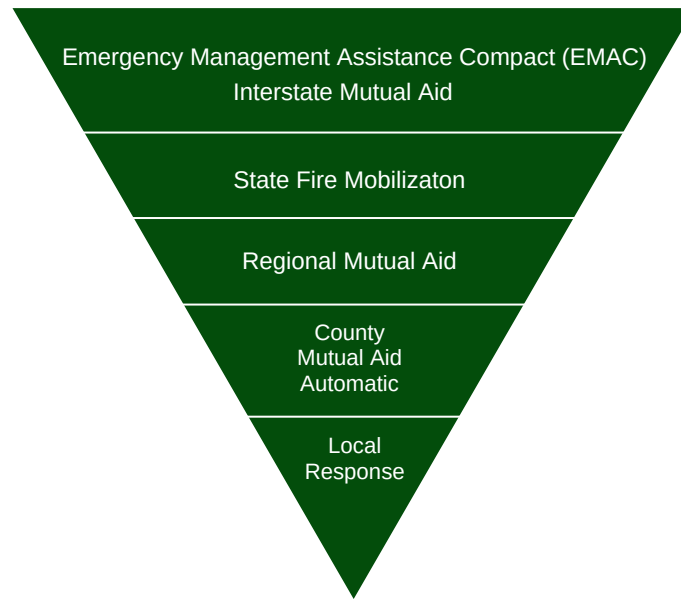 Emergency Management Assistance Compact (EMAC)
Interstate Mutual Aid
State Fire Mobilizaton
Regional Mutual Aid
County
Mutual Aid
Automatic
Local
Response